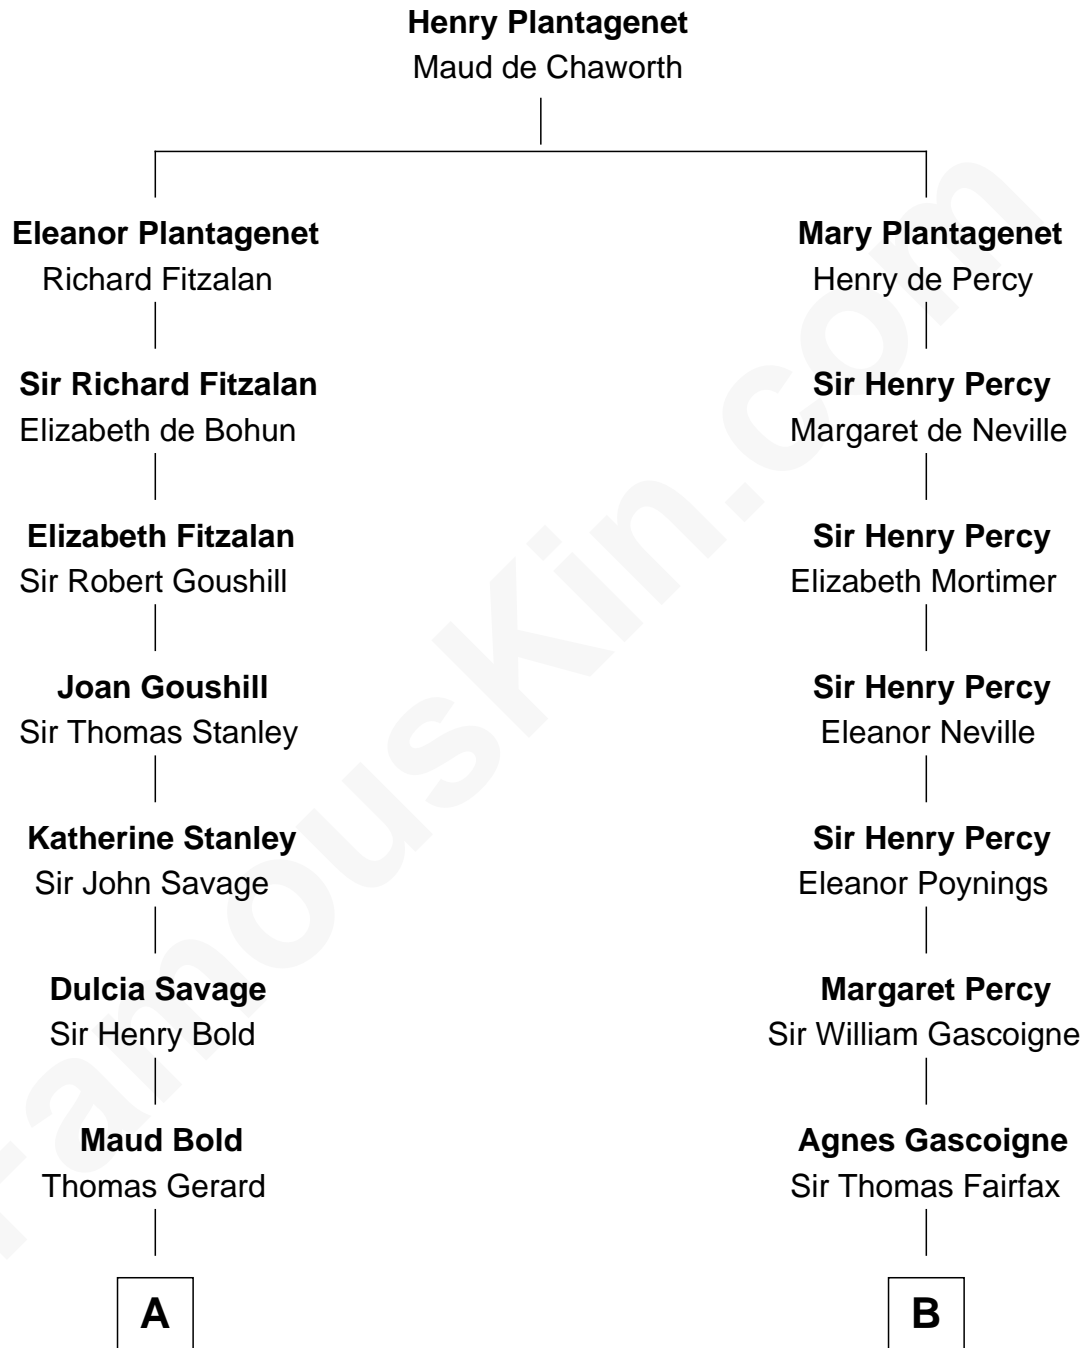 Henry Plantagenet
Maud de Chaworth
Eleanor Plantagenet
Richard Fitzalan
Mary Plantagenet
Henry de Percy
Sir Richard Fitzalan
Elizabeth de Bohun
Sir Henry Percy
Margaret de Neville
Elizabeth Fitzalan
Sir Robert Goushill
Sir Henry Percy
Elizabeth Mortimer
Joan Goushill
Sir Thomas Stanley
Sir Henry Percy
Eleanor Neville
Katherine Stanley
Sir John Savage
Sir Henry Percy
Eleanor Poynings
Dulcia Savage
Sir Henry Bold
Margaret Percy
Sir William Gascoigne
Maud Bold
Thomas Gerard
Agnes Gascoigne
Sir Thomas Fairfax
A
B
FamousKin.com